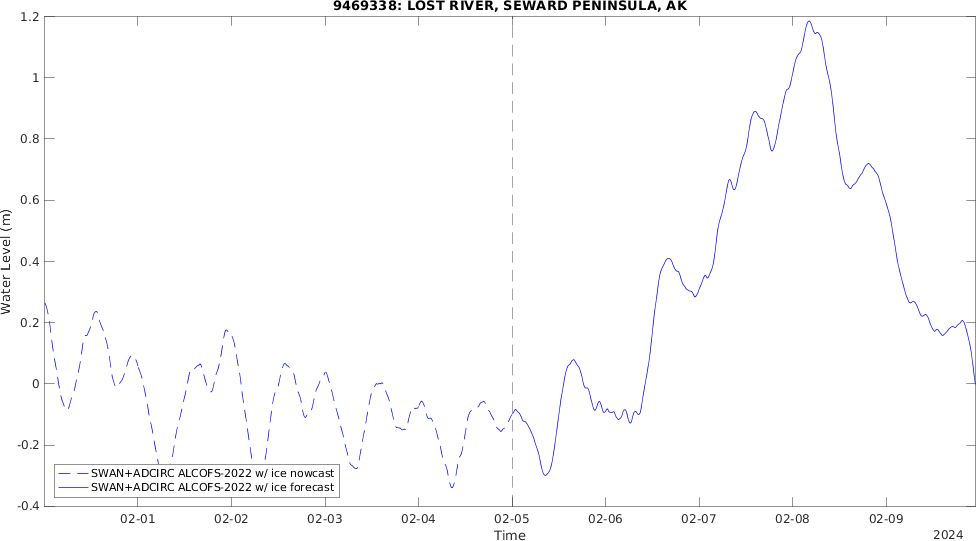 9469338: LOST RIVER, SEWARD PENINSULA, AK
1.2
1
0.8
0.6
0.4
0.2
0
-0.2
-0.4
Water Level (m)
SWAN+ADCIRC ALCOFS-2022 w/ ice nowcast
SWAN+ADCIRC ALCOFS-2022 w/ ice forecast
02-01 02-02 02-03 02-04 02-05 02-06 02-07 02-08 02-09
Time
2024